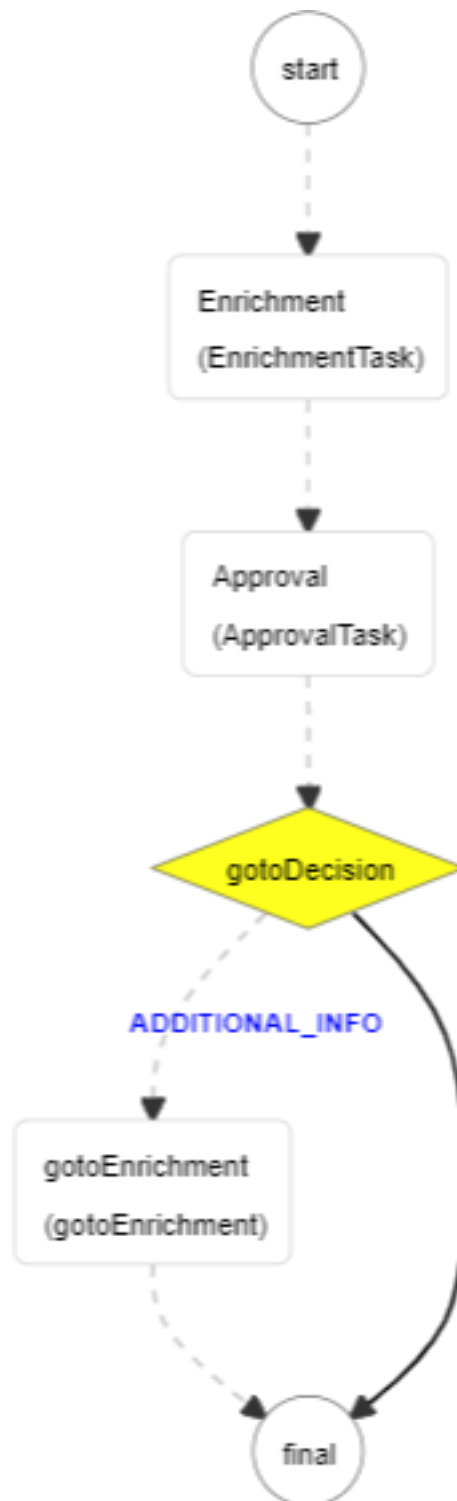 start
Enrichment
(EnrichmentTask)
Approval
(ApprovalTask)
gotoDecision
ADDITIONAL_INFO
gotoEnrichment
(gotoEnrichment)
final